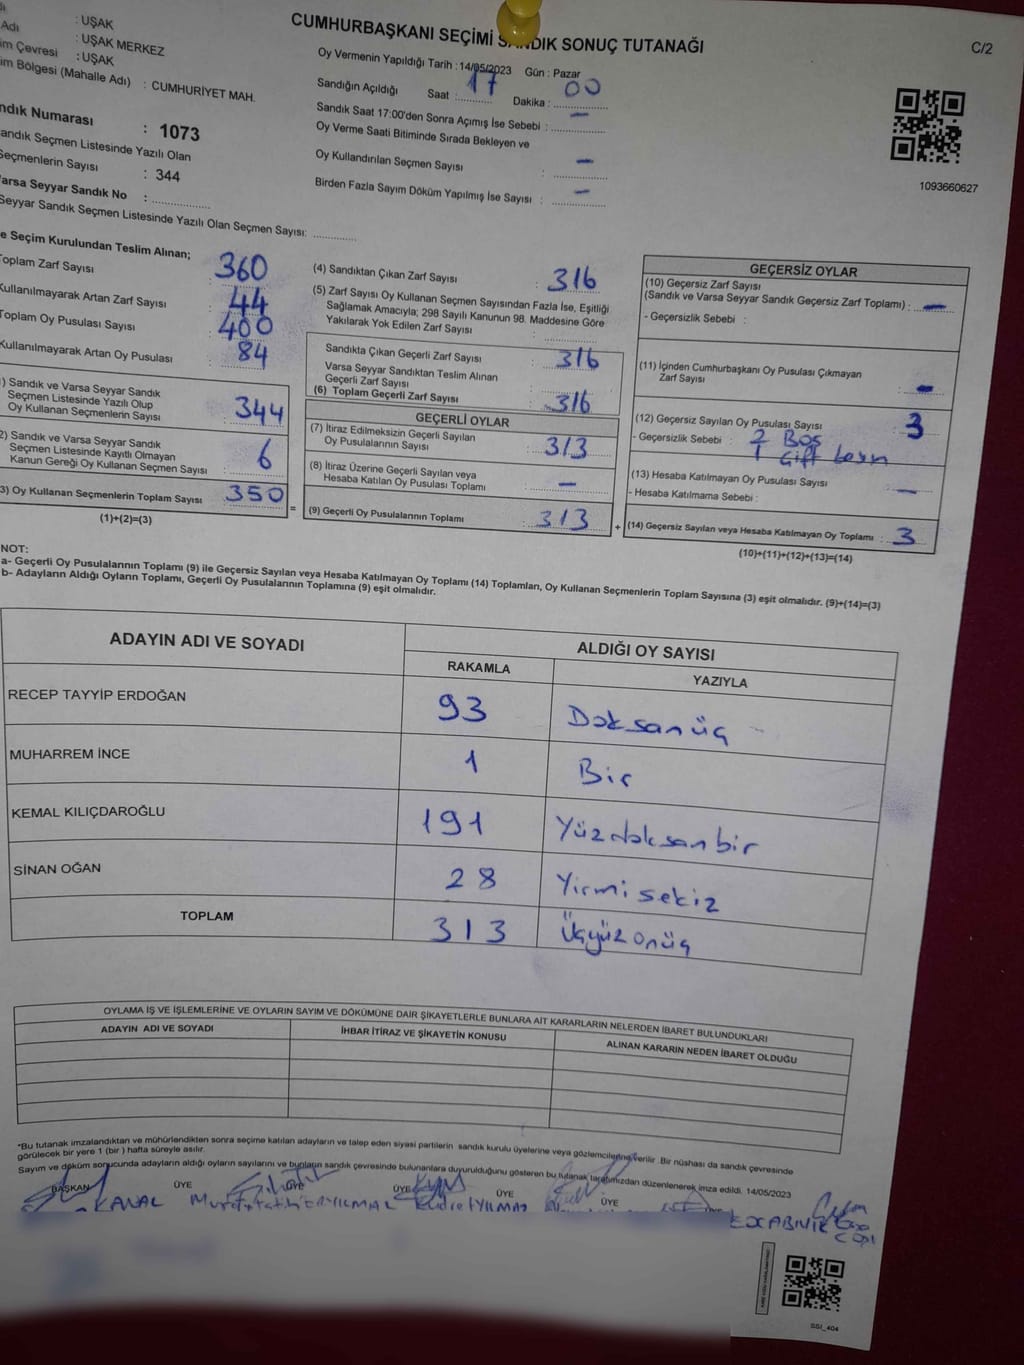 CUMHURBAŞKANI SEÇİMİ SANDIK SONUÇ TUTANAĞI
C/2
: UŞAK
Adı : UŞAK MERKEZ
im Çevresi : UŞAK
im Bölgesi (Mahalle Adı) : CUMHURİYET MAH.
ndık Numarası : 1073
andık Seçmen Listesinde Yazılı Olan
Seçmenlerin Sayısı : 344
Varsa Seyyar Sandık No :
Seyyar Sandık Seçmen Listesinde Yazılı Olan Seçmen Sayısı:
Oy Vermenin Yapıldığı Tarih : 14/05/2023 Gün : Pazar
Sandığın Açıldığı Saat : 17 Dakika : 00
Sandık Saat 17:00'den Sonra Açımış İse Sebebi : –
Oy Verme Saati Bitiminde Sırada Bekleyen ve
Oy Kullandırılan Seçmen Sayısı : –
Birden Fazla Sayım Döküm Yapılmış İse Sayısı : –
1093660627
e Seçim Kurulundan Teslim Alınan;
Toplam Zarf Sayısı : 360
Kullanılmayarak Artan Zarf Sayısı : 44
Toplam Oy Pusulası Sayısı : 400
Kullanılmayarak Artan Oy Pusulası : 84
1) Sandık ve Varsa Seyyar Sandık
Seçmen Listesinde Yazılı Olup
Oy Kullanan Seçmenlerin Sayısı : 344
2) Sandık ve Varsa Seyyar Sandık
Seçmen Listesinde Kayıtlı Olmayan
Kanun Gereği Oy Kullanan Seçmen Sayısı : 6
3) Oy Kullanan Seçmenlerin Toplam Sayısı : 350
(1)+(2)=(3)
=
(4) Sandıktan Çıkan Zarf Sayısı : 316
(5) Zarf Sayısı Oy Kullanan Seçmen Sayısından Fazla İse, Eşitliği
Sağlamak Amacıyla; 298 Sayılı Kanunun 98. Maddesine Göre
Yakılarak Yok Edilen Zarf Sayısı :
Sandıkta Çıkan Geçerli Zarf Sayısı : 316
Varsa Seyyar Sandıktan Teslim Alınan
Geçerli Zarf Sayısı :
(6) Toplam Geçerli Zarf Sayısı : 316
GEÇERLİ OYLAR
(7) İtiraz Edilmeksizin Geçerli Sayılan
Oy Pusulalarının Sayısı : 313
(8) İtiraz Üzerine Geçerli Sayılan veya
Hesaba Katılan Oy Pusulası Toplamı : –
(9) Geçerli Oy Pusulalarının Toplamı : 313
+
GEÇERSİZ OYLAR
(10) Geçersiz Zarf Sayısı
(Sandık ve Varsa Seyyar Sandık Geçersiz Zarf Toplamı) : –
- Geçersizlik Sebebi :
(11) İçinden Cumhurbaşkanı Oy Pusulası Çıkmayan
Zarf Sayısı : –
(12) Geçersiz Sayılan Oy Pusulası Sayısı : 3
- Geçersizlik Sebebi : 2 Boş
1 Çift
(13) Hesaba Katılmayan Oy Pusulası Sayısı : –
- Hesaba Katılmama Sebebi :
(14) Geçersiz Sayılan veya Hesaba Katılmayan Oy Toplamı : 3
(10)+(11)+(12)+(13)=(14)
NOT:
a- Geçerli Oy Pusulalarının Toplamı (9) ile Geçersiz Sayılan veya Hesaba Katılmayan Oy Toplamı (14) Toplamları, Oy Kullanan Seçmenlerin Toplam Sayısına (3) eşit olmalıdır. (9)+(14)=(3)
b- Adayların Aldığı Oyların Toplamı, Geçerli Oy Pusulalarının Toplamına (9) eşit olmalıdır.
ADAYIN ADI VE SOYADI ALDIĞI OY SAYISI
RAKAMLA YAZIYLA
RECEP TAYYİP ERDOĞAN 93 Doksanüç
MUHARREM İNCE 1 Bir
KEMAL KILIÇDAROĞLU 191 Yüzdoksanbir
SİNAN OĞAN 28 Yirmi sekiz
TOPLAM 313 Üçyüzonüç
OYLAMA İŞ VE İŞLEMLERİNE VE OYLARIN SAYIM VE DÖKÜMÜNE DAİR ŞİKAYETLERLE BUNLARA AİT KARARLARIN NELERDEN İBARET BULUNDUKLARI
ADAYIN ADI VE SOYADI İHBAR İTİRAZ VE ŞİKAYETİN KONUSU ALINAN KARARIN NEDEN İBARET OLDUĞU
*Bu tutanak imzalandıktan ve mühürlendikten sonra seçime katılan adayların ve talep eden siyasi partilerin sandık kurulu üyelerine veya gözlemcilerine verilir .Bir nüshası da sandık çevresinde
görülecek bir yere 1 (bir ) hafta süreyle asılır.
Sayım ve döküm sonucunda adayların aldığı oyların sayılarını ve bunların sandık çevresinde bulunanlara duyurulduğunu gösteren bu tutanak tarafımızdan düzenlenerek imza edildi. 14/05/2023
BAŞKAN ÜYE ÜYE ÜYE ÜYE ÜYE
KANAL
SSI_404